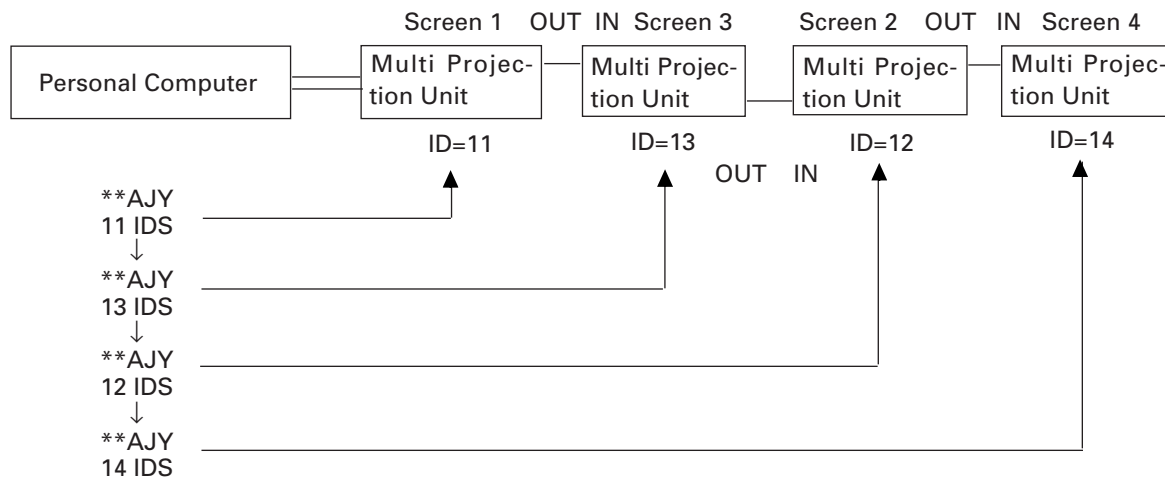 Screen 1 OUT IN Screen 3 Screen 2 OUT IN Screen 4
Personal Computer
Multi Projec-
tion Unit
Multi Projec-
tion Unit
Multi Projec-
tion Unit
Multi Projec-
tion Unit
ID=11 ID=13 ID=12 ID=14
OUT IN
**AJY
11 IDS
↓
**AJY
13 IDS
↓
**AJY
12 IDS
↓
**AJY
14 IDS